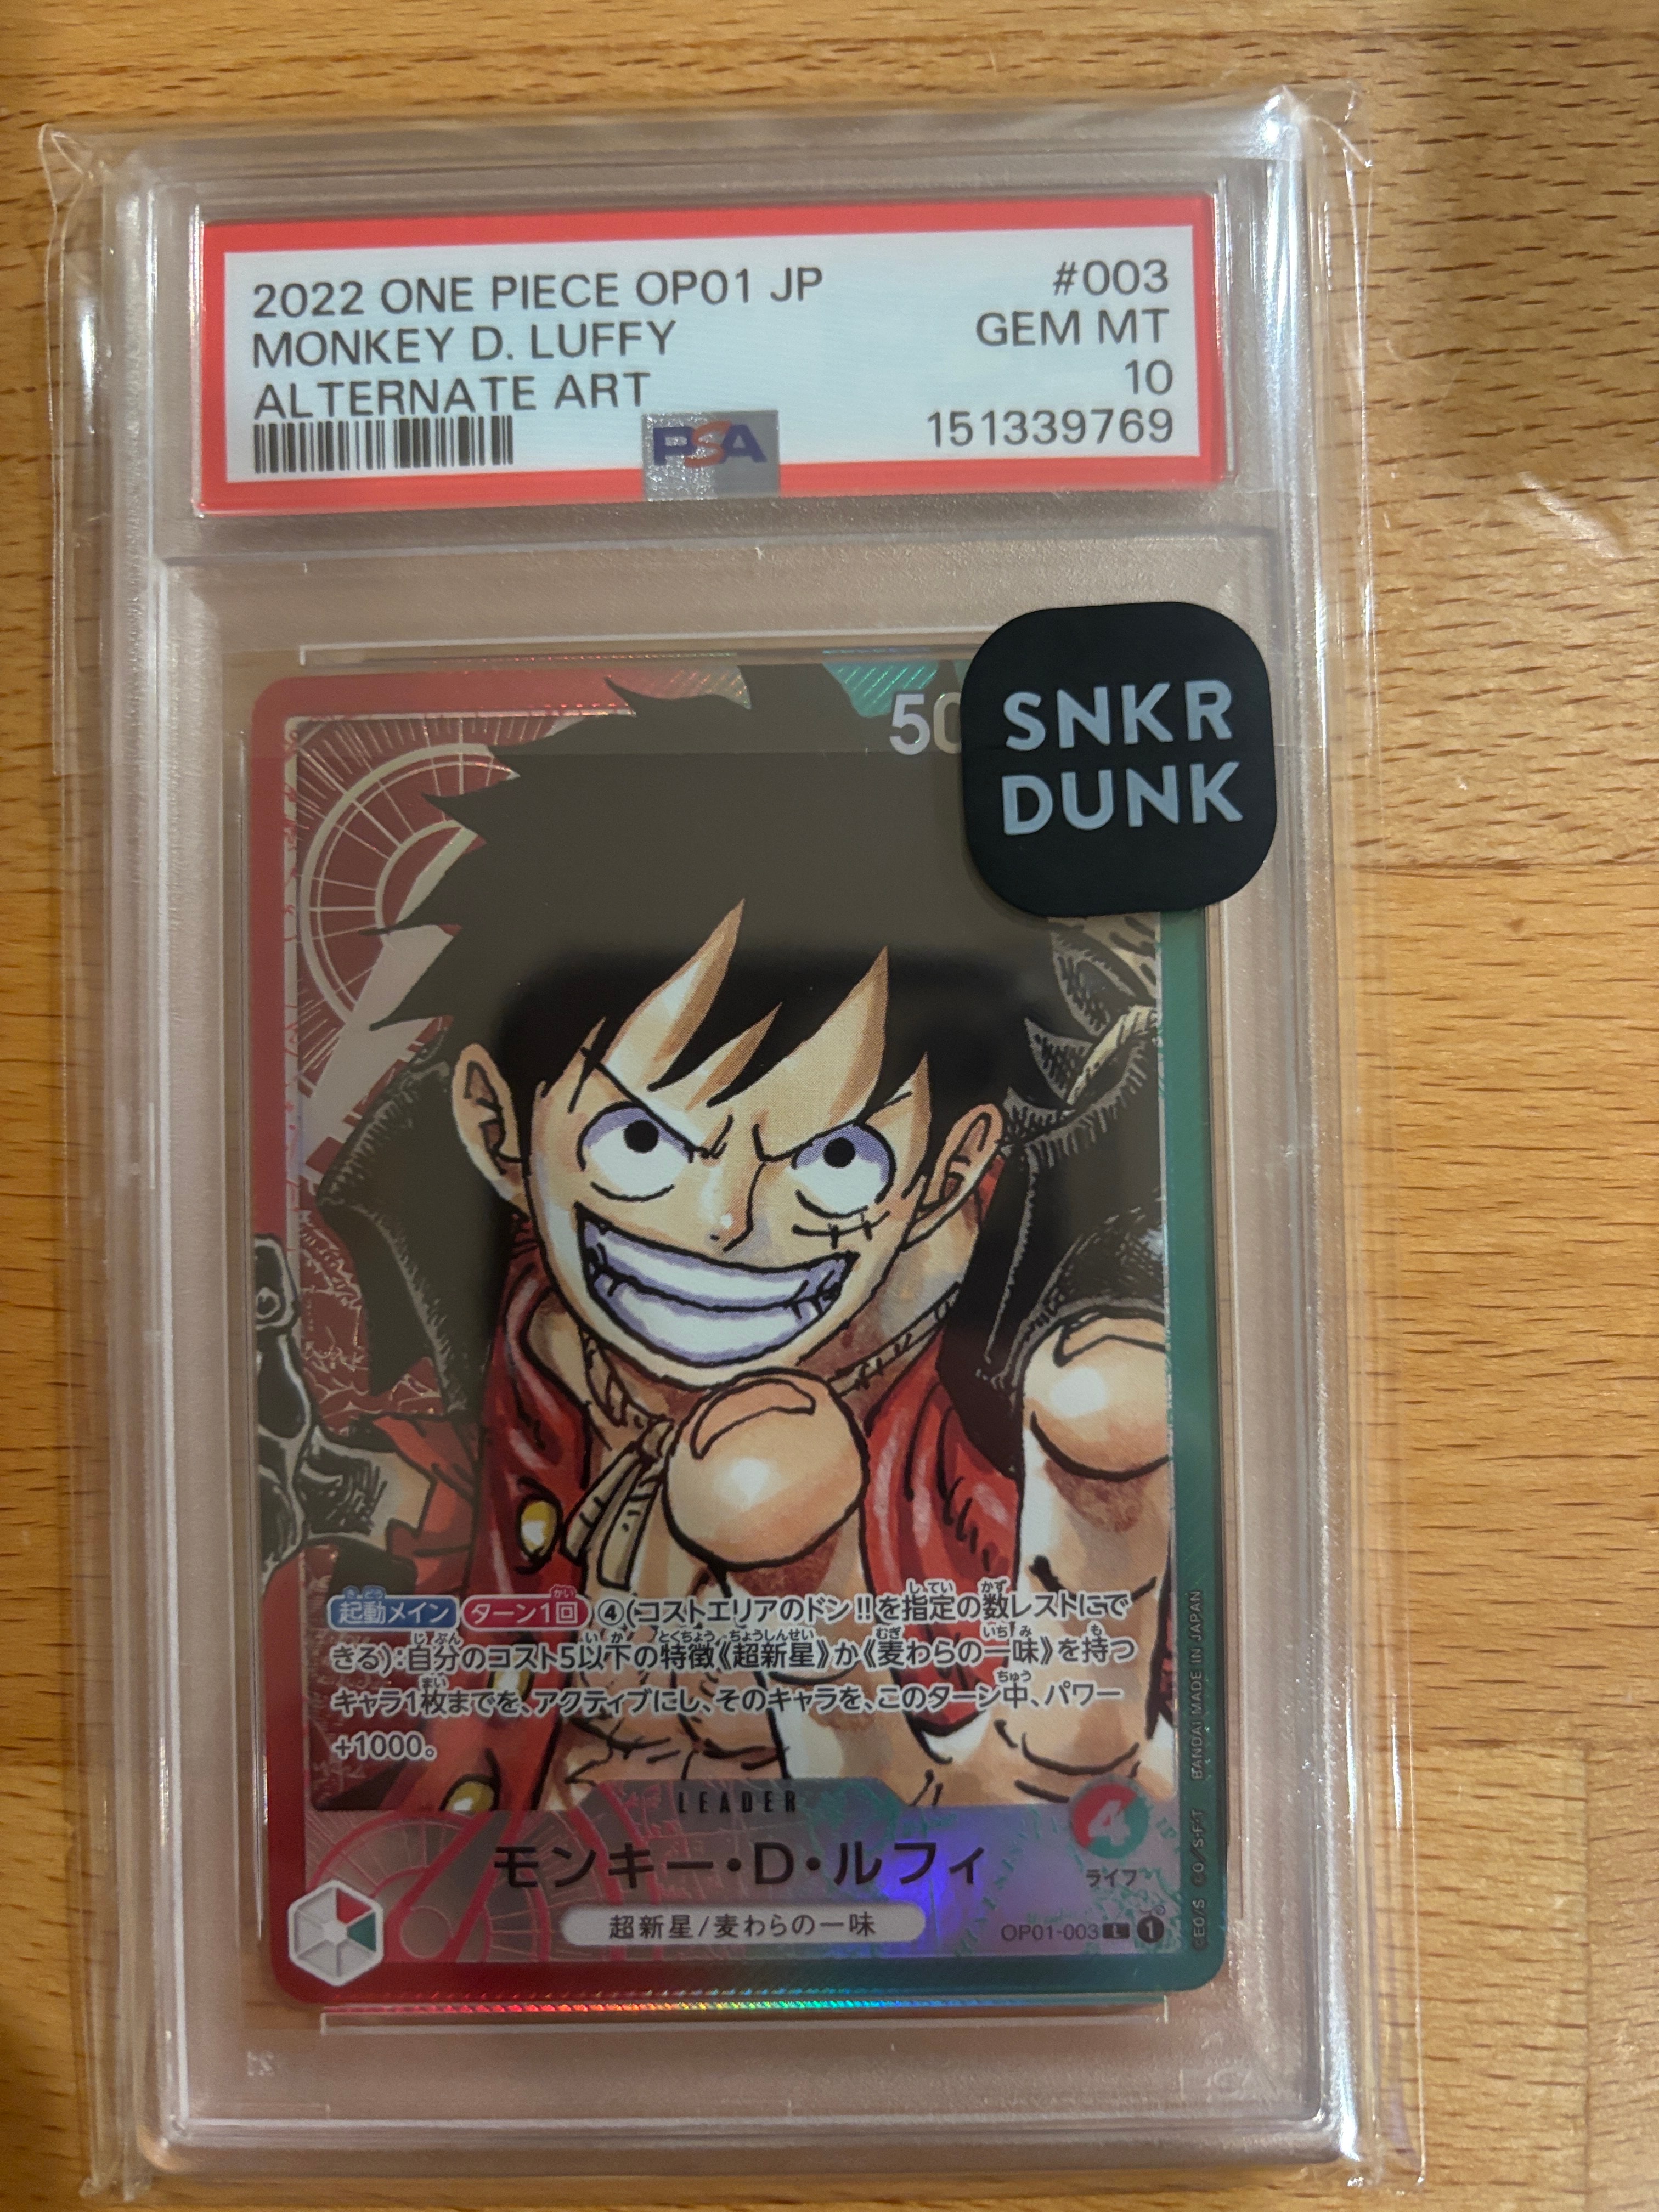 2022 ONE PIECE OP01 JP #003
MONKEY D. LUFFY GEM MT
ALTERNATE ART 10
PSA 151339769
SNKR
DUNK
起動メイン ターン1回 ④(コストエリアのドン!!を指定の数レストにで
きる):自分のコスト5以下の特徴《超新星》か《麦わらの一味》を持つ
キャラ1枚までを、アクティブにし、そのキャラを、このターン中、パワー
+1000。
LEADER
モンキー・D・ルフィ
4
ライフ
超新星/麦わらの一味
OP01-003 L 1
BANDAI MADE IN JAPAN